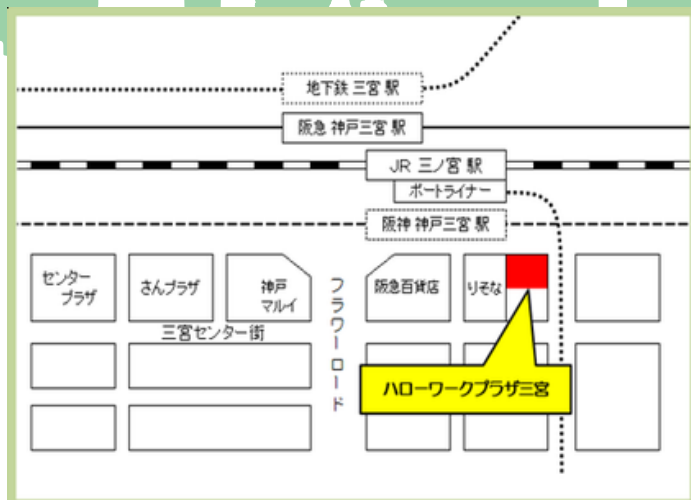 地下鉄 三宮 駅
阪急 神戸三宮 駅
JR 三ノ宮 駅
ポートライナー
阪神 神戸三宮 駅
センター
プラザ
さんプラザ
神戸
マルイ
フラワーロード
阪急百貨店
りそな
三宮センター街
ハローワークプラザ三宮